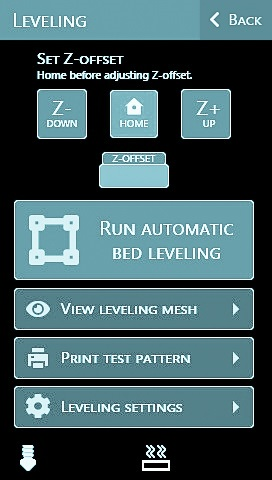 Leveling
Back
Set Z-offset
Home before adjusting Z-offset.
Z-
DOWN
HOME
Z+
UP
Z-OFFSET
Run automatic
bed leveling
View leveling mesh
Print test pattern
Leveling settings